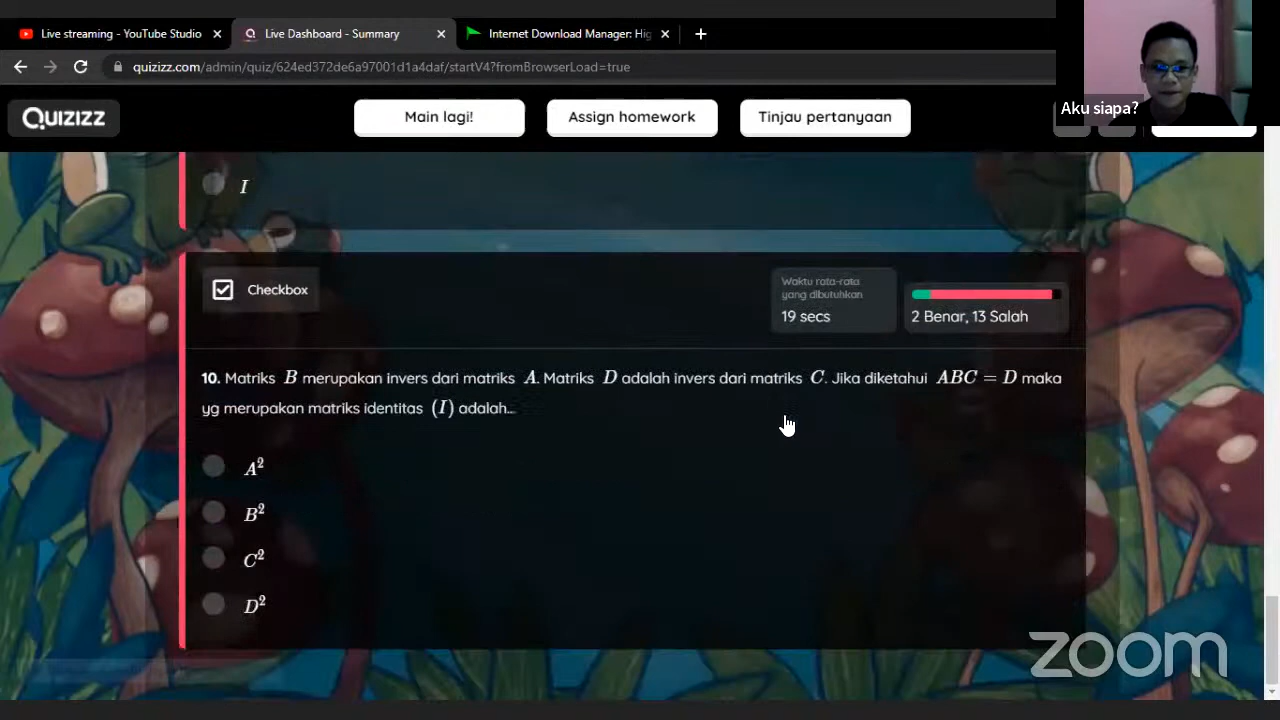 Live streaming - YouTube Studio
Live Dashboard - Summary
Internet Download Manager: Hig
quizizz.com/admin/quiz/624ed372de6a97001d1a4daf/startV4?fromBrowserLoad=true
Aku siapa?
QUIZIZZ
Main lagi!
Assign homework
Tinjau pertanyaan
I
Checkbox
Waktu rata-rata
yang dibutuhkan
19 secs
2 Benar, 13 Salah
10. Matriks B merupakan invers dari matriks A. Matriks D adalah invers dari matriks C. Jika diketahui ABC = D maka
yg merupakan matriks identitas (I) adalah...
A²
B²
C²
D²
zoom